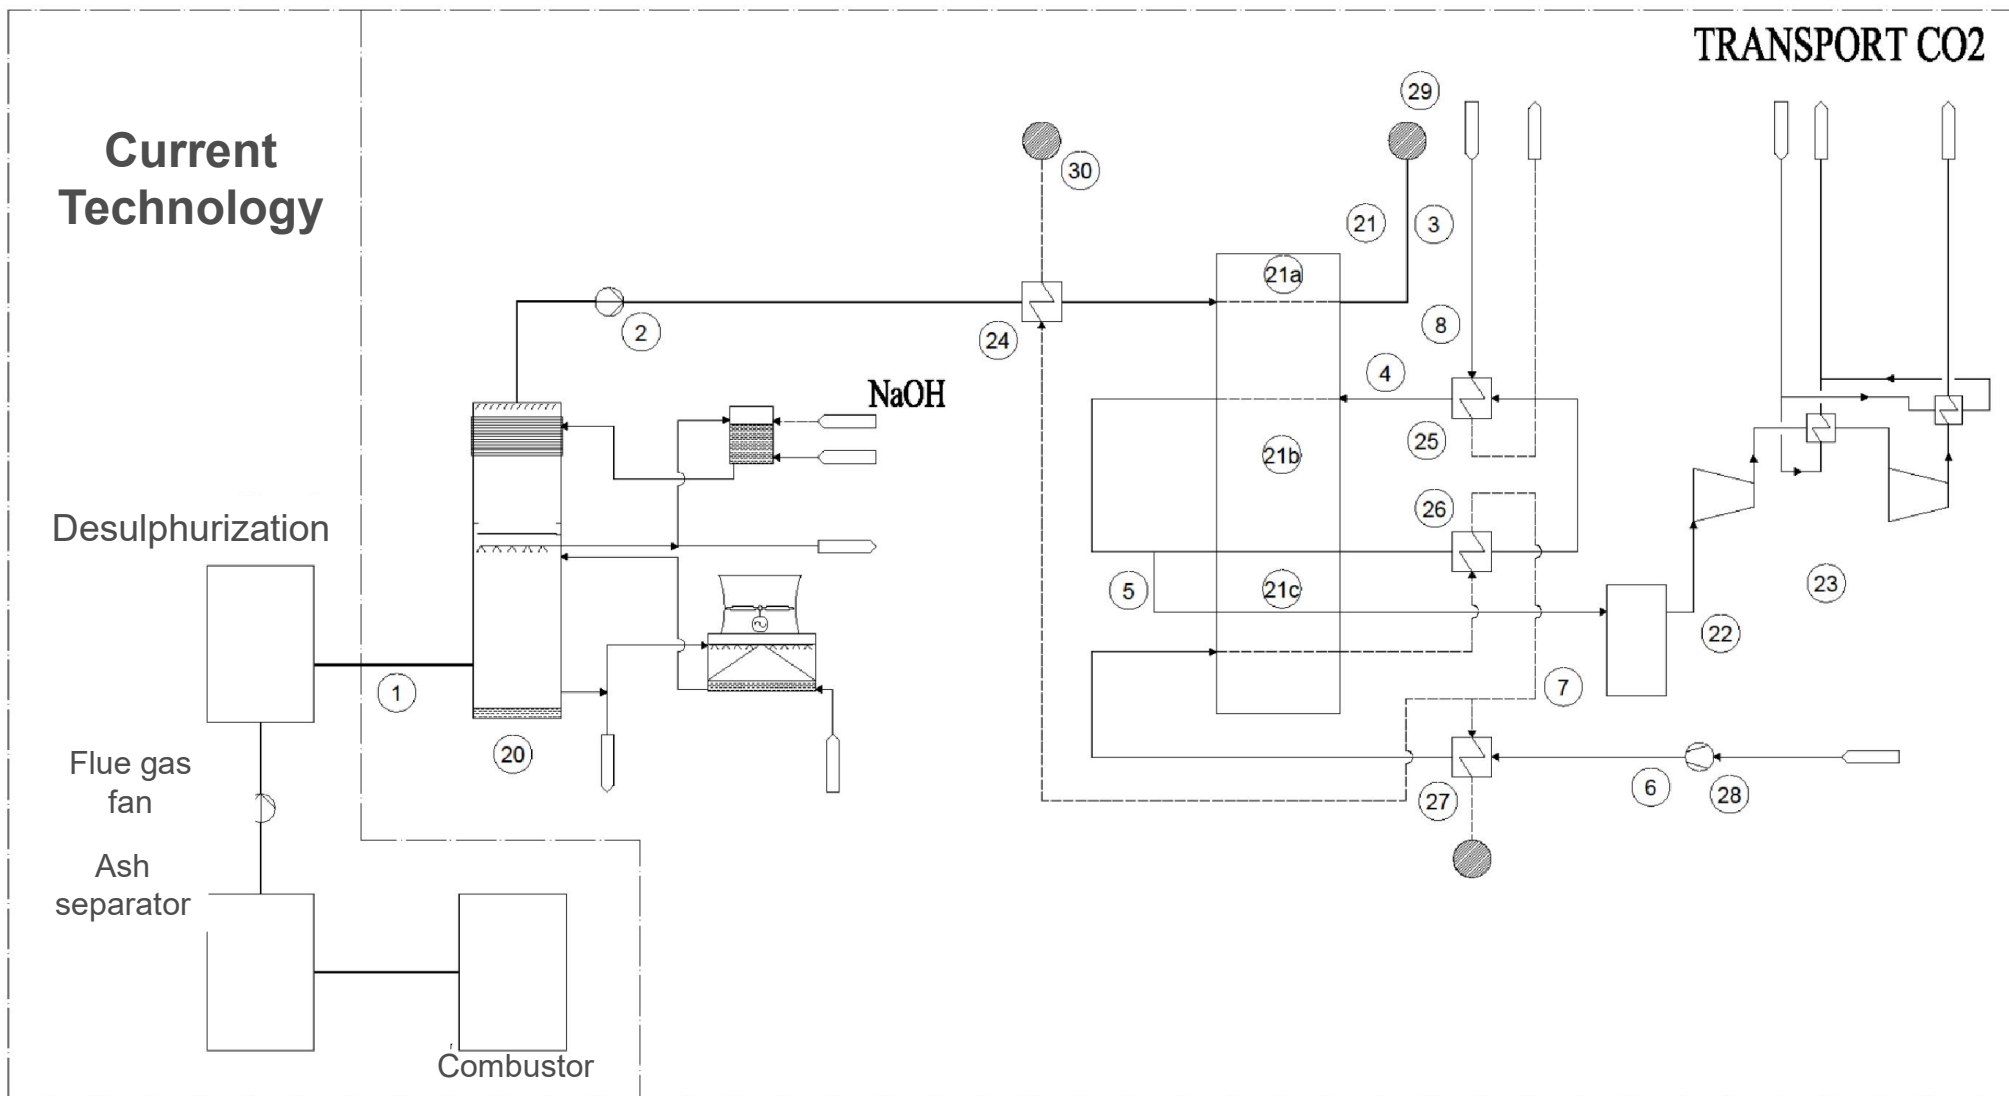 TRANSPORT CO2
29
Current
Technology
30
21
3
21a
8
2
24
4
NaOH
25
21b
26
Desulphurization
5
21c
23
22
1
7
20
Flue gas
fan
6
28
27
Ash
separator
Combustor